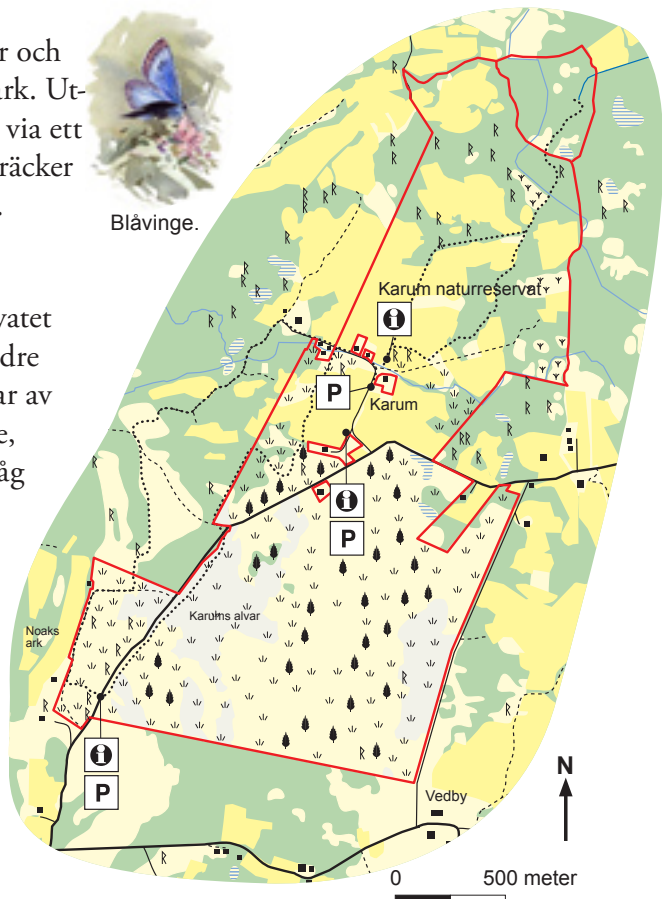 r och
ark. Ut-
via ett
räcker
.
Blåvinge.
vatet
dre
ar av
e,
åg
Karum naturreservat
i
P
Karum
i
P
Karums alvar
Noaks
ark
i
P
Vedby
N
0 500 meter